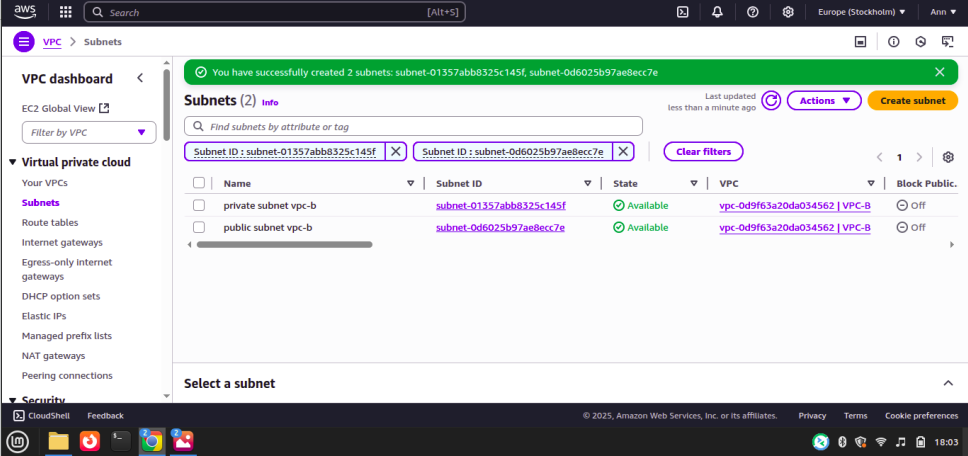 aws Search [Alt+S] Europe (Stockholm) ▼ Ann ▼
VPC > Subnets
You have successfully created 2 subnets: subnet-01357abb8325c145f, subnet-0d6025b97ae8ecc7e
VPC dashboard
EC2 Global View
Filter by VPC
Virtual private cloud
Your VPCs
Subnets
Route tables
Internet gateways
Egress-only internet
gateways
DHCP option sets
Elastic IPs
Managed prefix lists
NAT gateways
Peering connections
Security
Subnets (2) Info
Last updated
less than a minute ago
Actions
Create subnet
Find subnets by attribute or tag
Subnet ID : subnet-01357abb8325c145f
Subnet ID : subnet-0d6025b97ae8ecc7e
Clear filters
1
Name Subnet ID State VPC Block Public.
private subnet vpc-b subnet-01357abb8325c145f Available vpc-0d9f63a20da034562 | VPC-B Off
public subnet vpc-b subnet-0d6025b97ae8ecc7e Available vpc-0d9f63a20da034562 | VPC-B Off
Select a subnet
CloudShell Feedback © 2025, Amazon Web Services, Inc. or its affiliates. Privacy Terms Cookie preferences
2 2 18:03